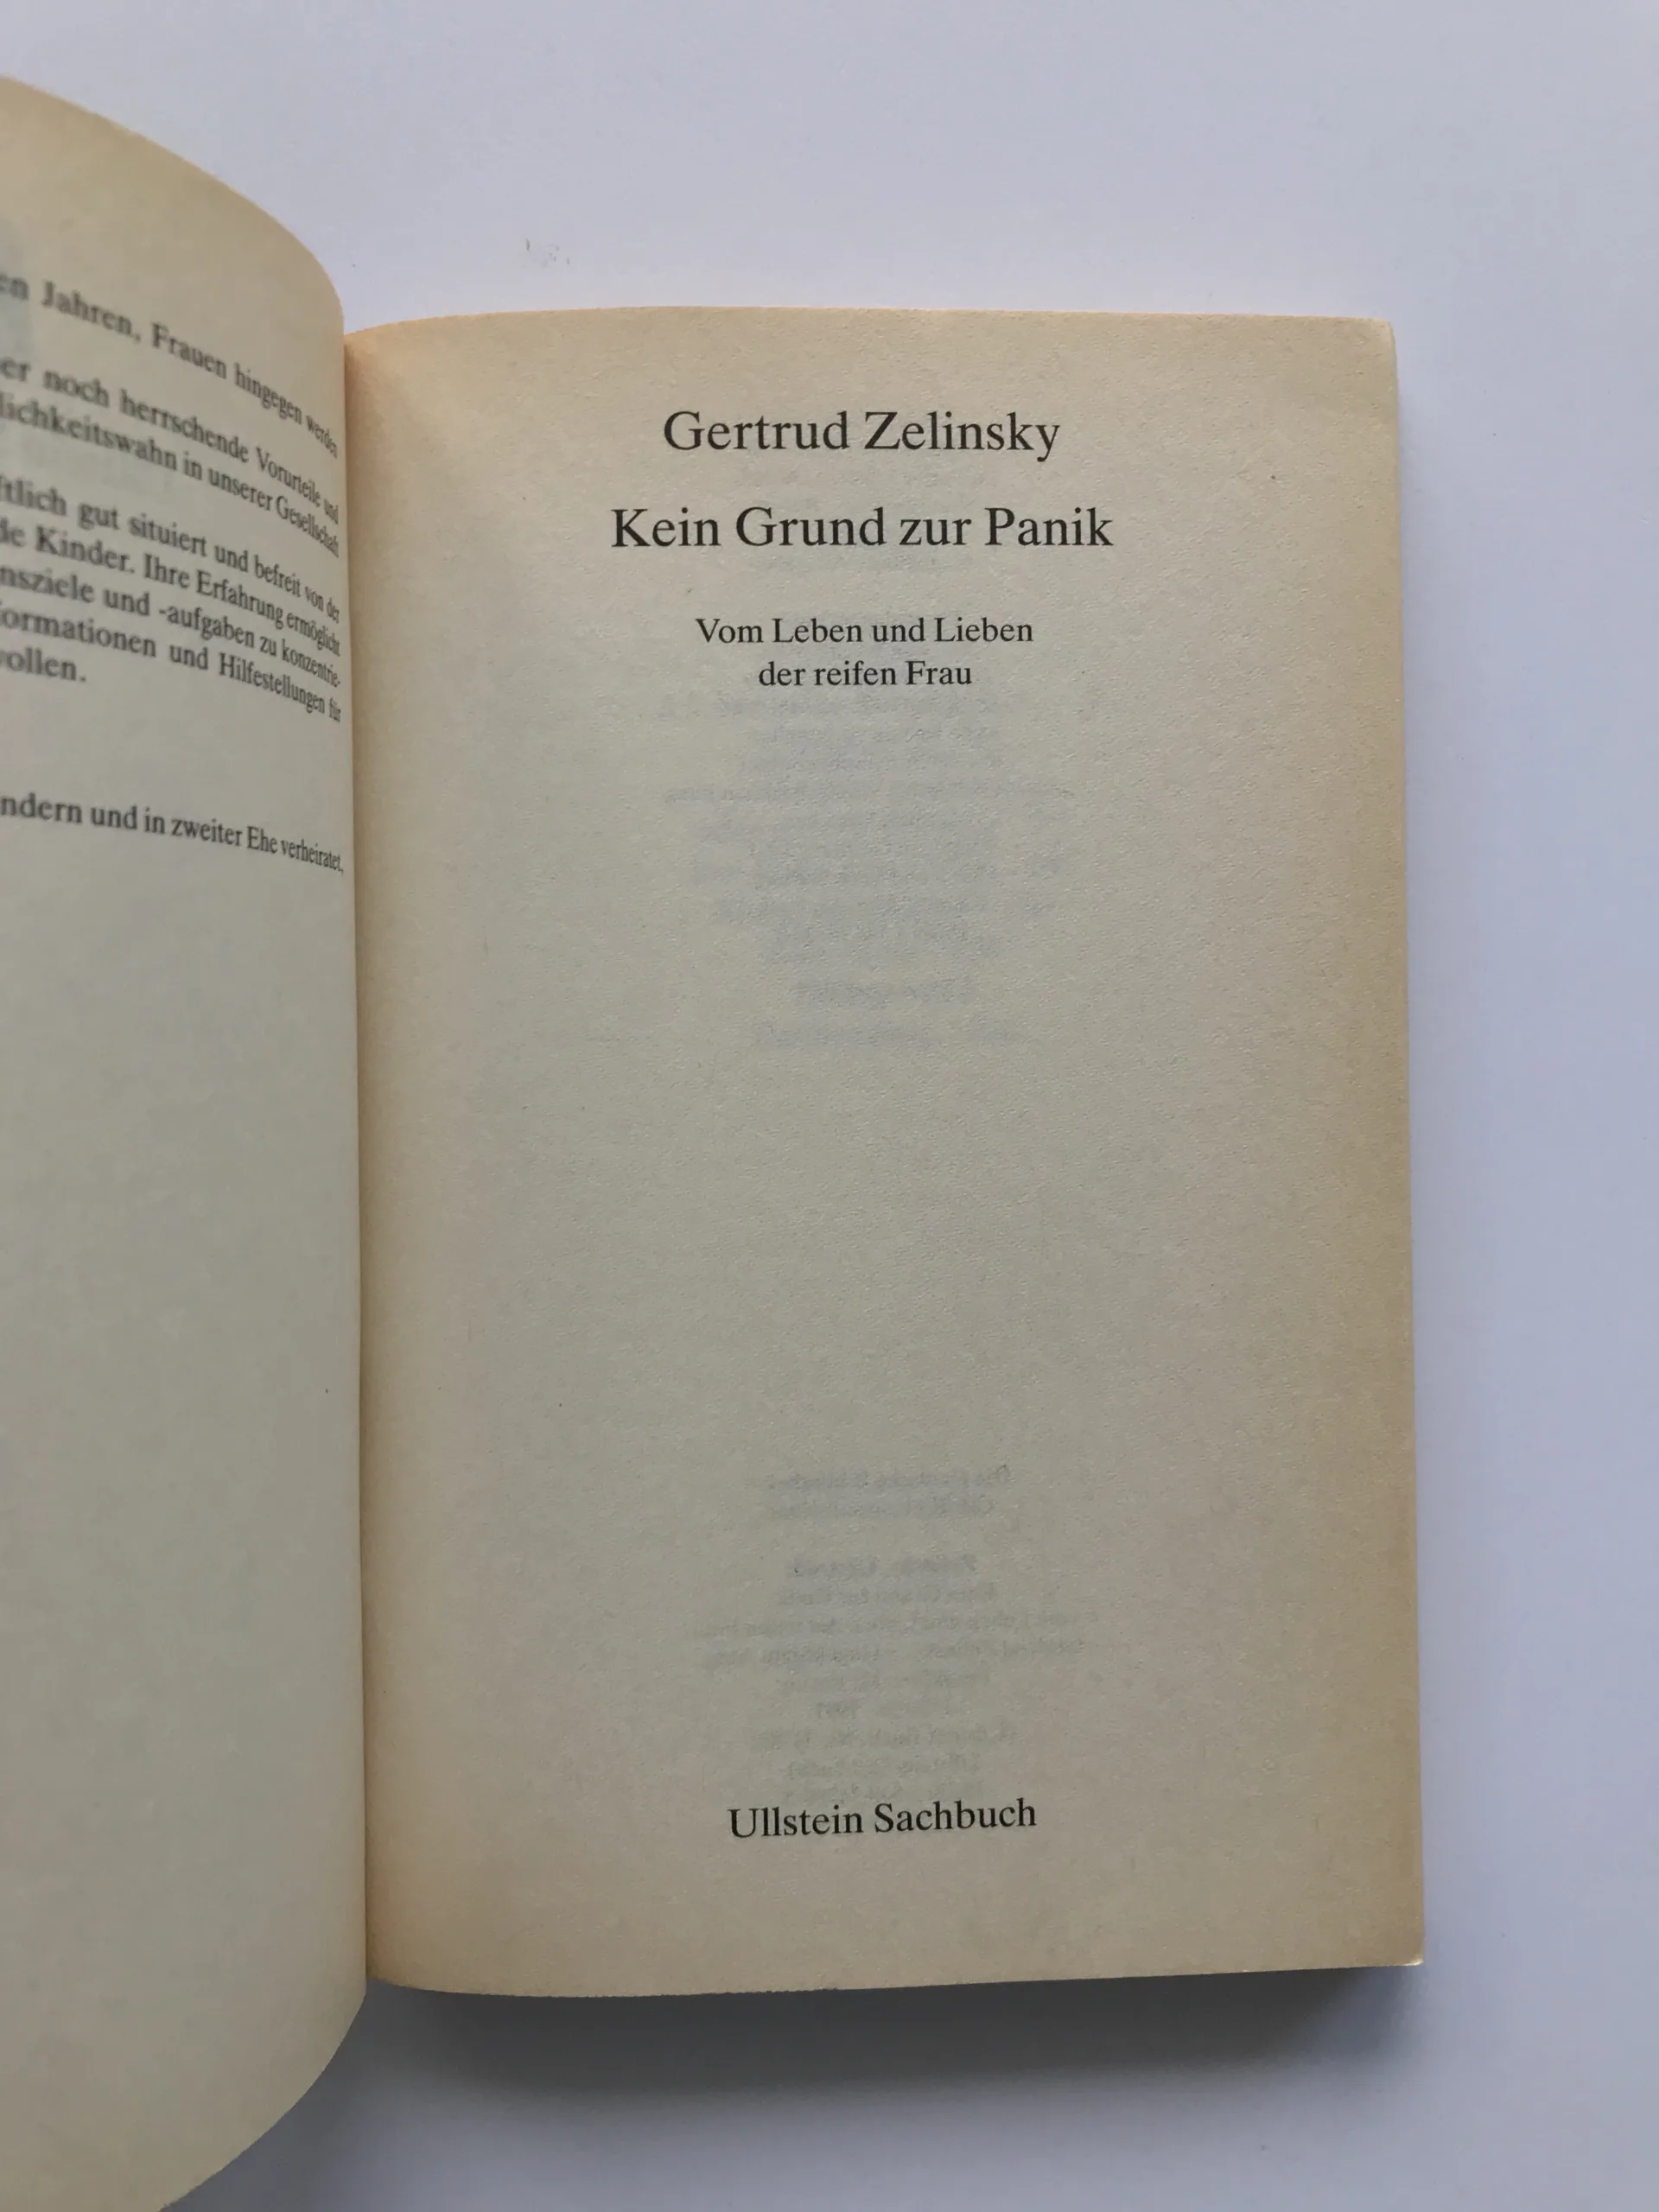 en Jahren, Frauen hingegen werden
er noch herrschende Vorurteile und
lichkeitswahn in unserer Gesellschaft
tlich gut situiert und befreit von der
de Kinder. Ihre Erfahrung ermöglicht
nsziele und -aufgaben zu konzentrie-
formationen und Hilfestellungen für
ollen.
ndern und in zweiter Ehe verheiratet,
Gertrud Zelinsky
Kein Grund zur Panik
Vom Leben und Lieben
der reifen Frau
Ullstein Sachbuch